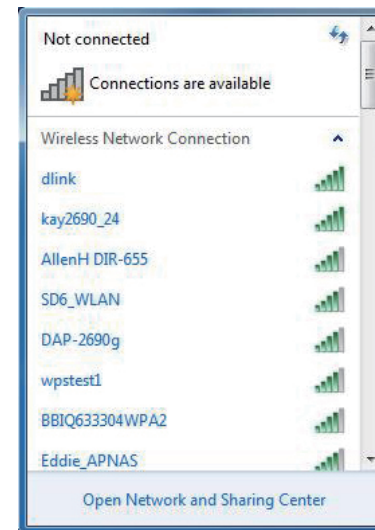 Not connected
Connections are available
Wireless Network Connection
dlink
kay2690_24
AllenH DIR-655
SD6_WLAN
DAP-2690g
wpstest1
BBIQ633304WPA2
Eddie_APNAS
Open Network and Sharing Center